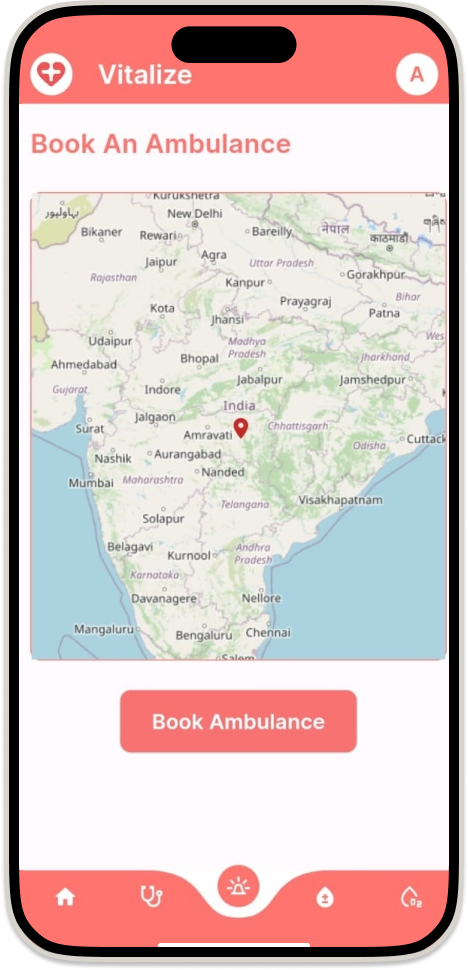 Vitalize
A
Book An Ambulance
Kurukshetra
بہاولپور
New Delhi
Bikaner
Rewari
Bareilly
नेपाल
काठमाडौं
Jaipur
Agra
Rajasthan
Uttar Pradesh
Gorakhpur
Kanpur
Bihar
Kota
Prayagraj
Jhansi
Patna
Udaipur
Madhya
Pradesh
Wes
Ahmedabad
Bhopal
Jharkhand
Gujarat
Indore
Jabalpur
Jamshedpur
India
Surat
Jalgaon
Amravati
Chhattisgarh
Nashik
Aurangabad
Odisha
Cuttack
Mumbai
Maharashtra
Nanded
Telangana
Visakhapatnam
Solapur
Belagavi
Kurnool
Andhra
Pradesh
Karnataka
Davanagere
Nellore
Mangaluru
Bengaluru
Chennai
Salem
Book Ambulance
O2